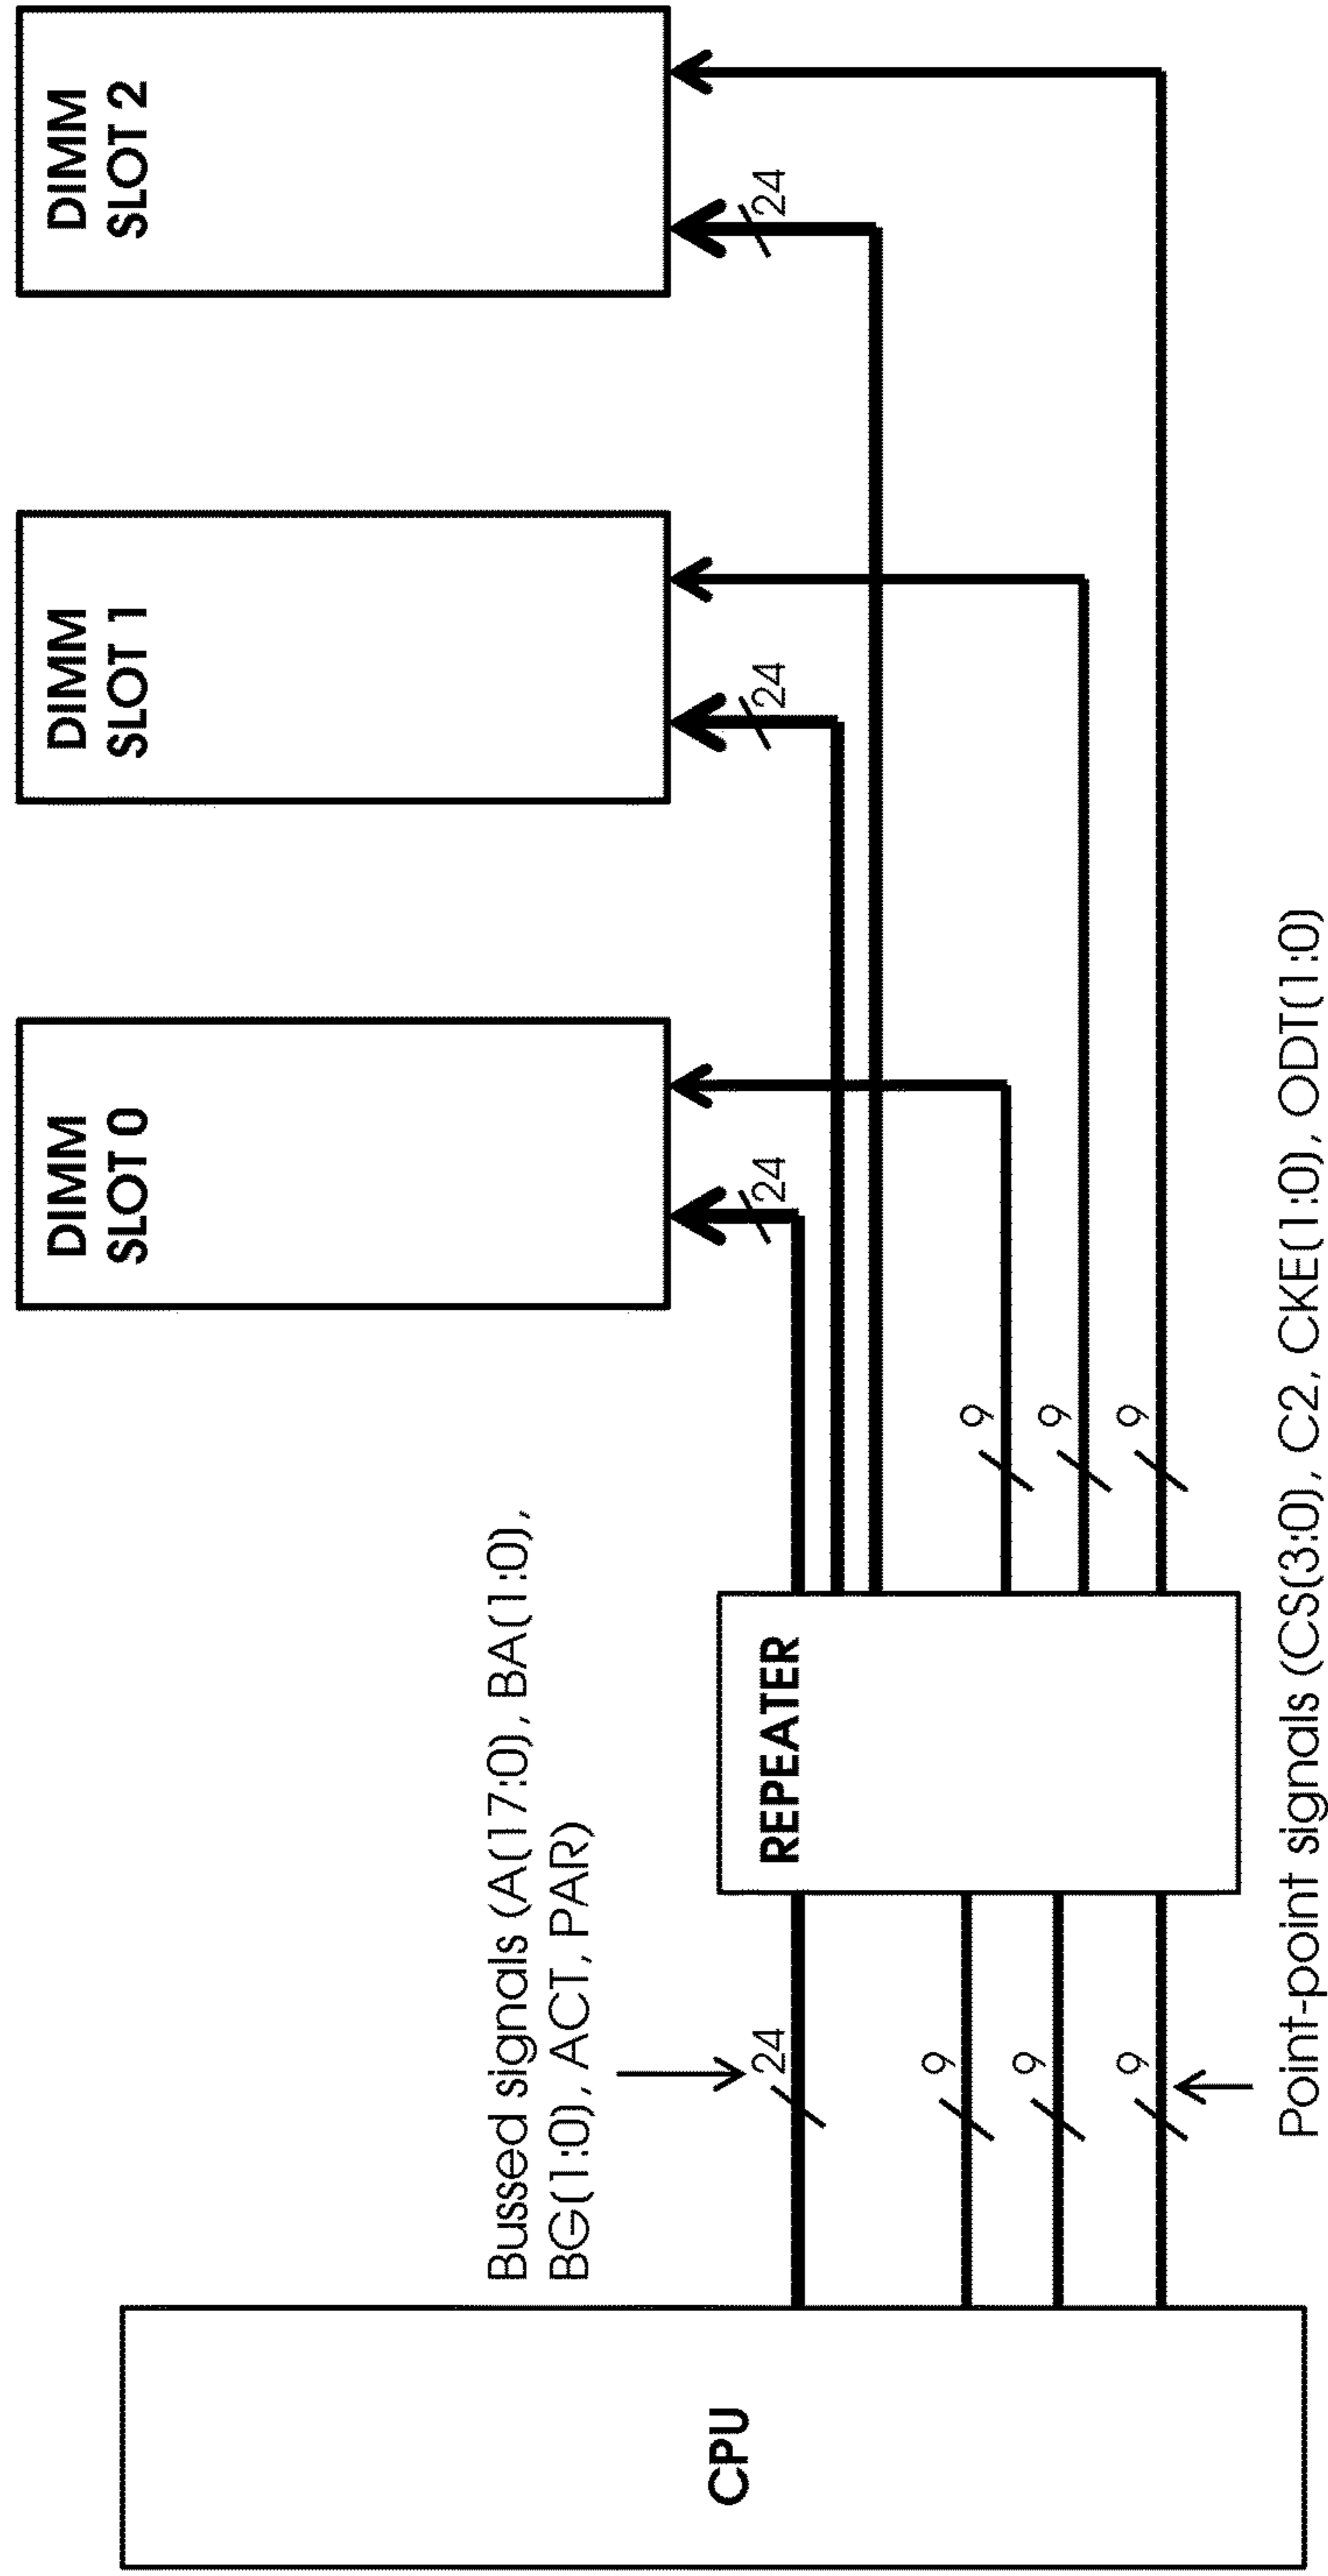 DIMM
SLOT 0
DIMM
SLOT 1
DIMM
SLOT 2
Bussed signals (A(17:0), BA(1:0),
BG(1:0), ACT, PAR)
24
24
24
24
CPU
REPEATER
9
9
9
9
9
9
Point-point signals (CS(3:0), C2, CKE(1:0), ODT(1:0)